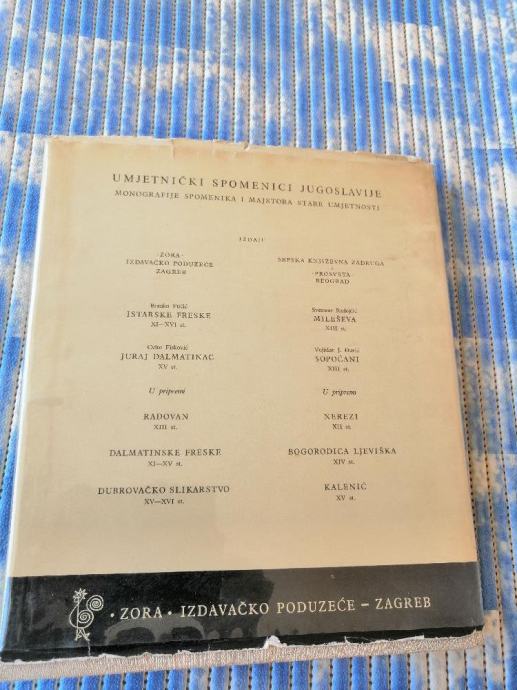 UMJETNIČKI SPOMENICI JUGOSLAVIJE
MONOGRAFIJE SPOMENIKA I MAJSTORA STARE UMJETNOSTI
IZDAJU
»ZORA«
IZDAVAČKO PODUZEĆE
ZAGREB
Branko Fučić
ISTARSKE FRESKE
XI—XVI st.
Cvito Fisković
JURAJ DALMATINAC
XV st.
U pripremi
RADOVAN
XIII st.
DALMATINSKE FRESKE
XI—XV st.
DUBROVAČKO SLIKARSTVO
XV—XVI st.
SRPSKA KNJIŽEVNA ZADRUGA
i
»PROSVETA«
BEOGRAD
Svetozar Radojčić
MILEŠEVA
XIII st.
Vojislav J. Đurić
SOPOĆANI
XIII st.
U pripremi
NEREZI
XII st.
BOGORODICA LJEVIŠKA
XIV st.
KALENIĆ
XV st.
· ZORA · IZDAVAČKO PODUZEĆE – ZAGREB